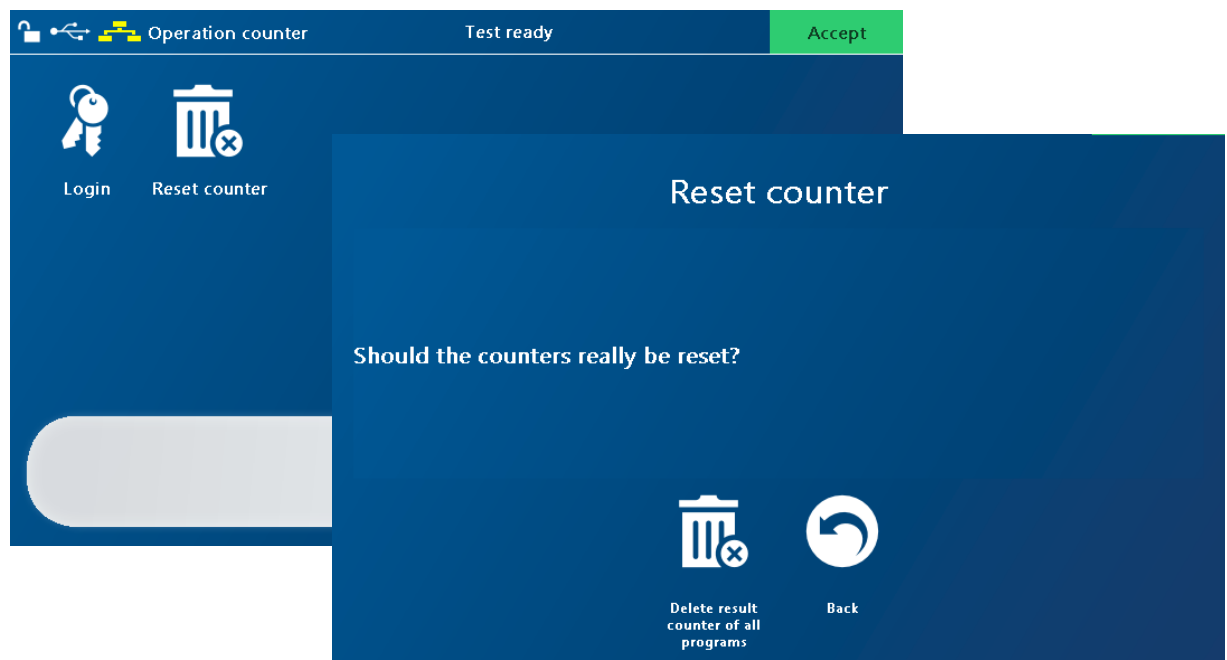 Operation counter
Test ready
Accept
Login
Reset counter
Reset counter
Should the counters really be reset?
Delete result
counter of all
programs
Back